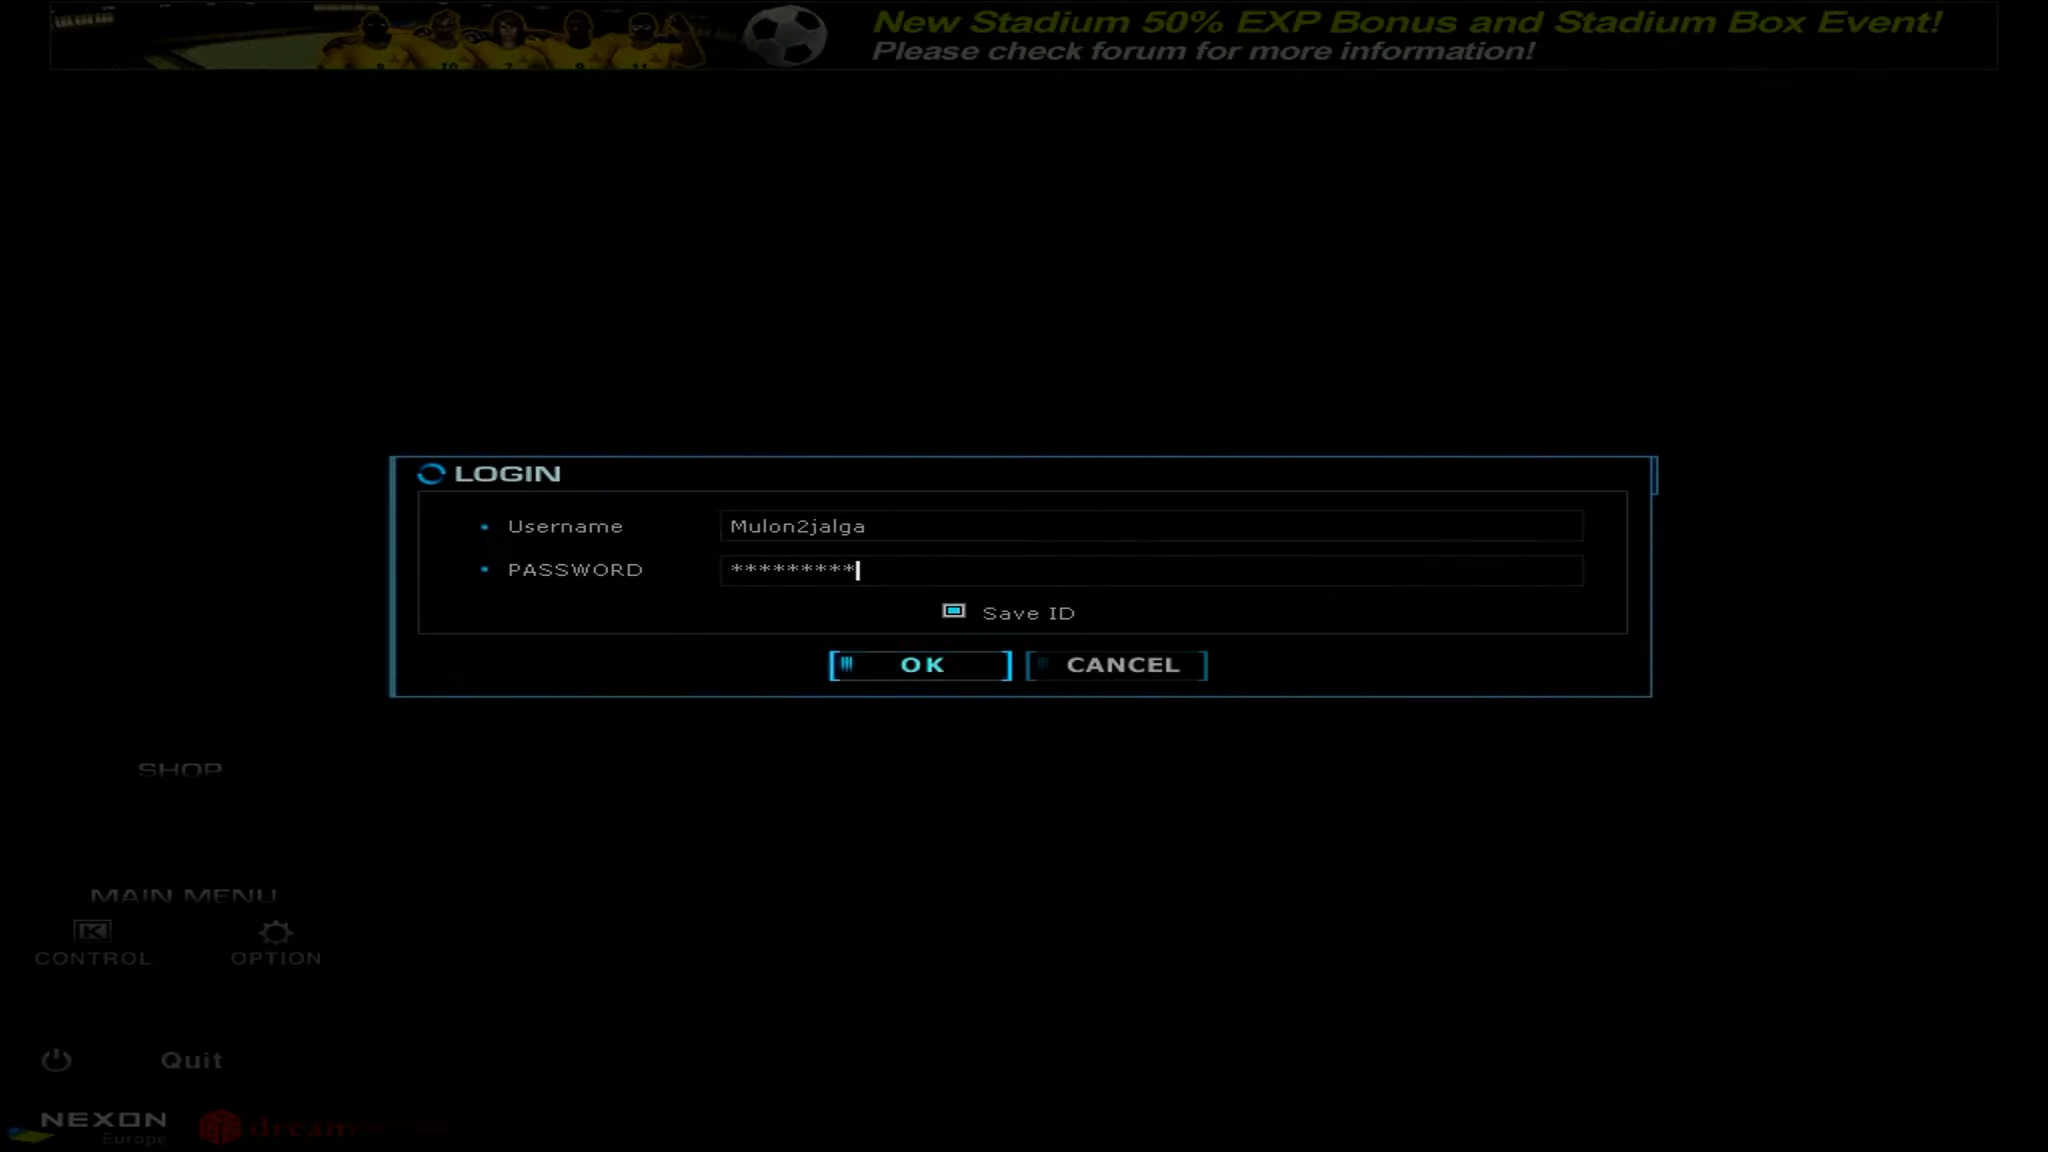 New Stadium 50% EXP Bonus and Stadium Box Event!
Please check forum for more information!
LOGIN
Username Mulon2jalga
PASSWORD *********
Save ID
OK CANCEL
SHOP
MAIN MENU
CONTROL OPTION
Quit
NEXON
Europe
dream